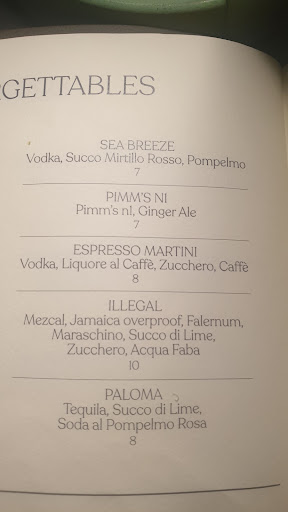 RGETTABLES
SEA BREEZE
Vodka, Succo Mirtillo Rosso, Pompelmo
7
PIMM'S N1
Pimm's n1, Ginger Ale
7
ESPRESSO MARTINI
Vodka, Liquore al Caffè, Zucchero, Caffè
8
ILLEGAL
Mezcal, Jamaica overproof, Falernum,
Maraschino, Succo di Lime,
Zucchero, Acqua Faba
10
PALOMA
Tequila, Succo di Lime,
Soda al Pompelmo Rosa
8